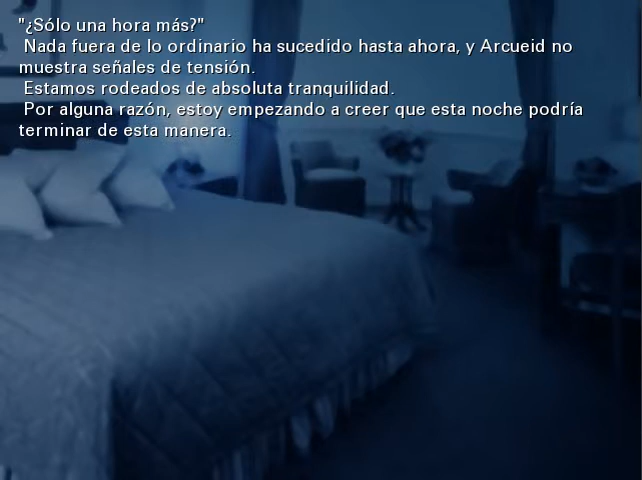 "¿Sólo una hora más?"
Nada fuera de lo ordinario ha sucedido hasta ahora, y Arcueid no
muestra señales de tensión.
Estamos rodeados de absoluta tranquilidad.
Por alguna razón, estoy empezando a creer que esta noche podría
terminar de esta manera.